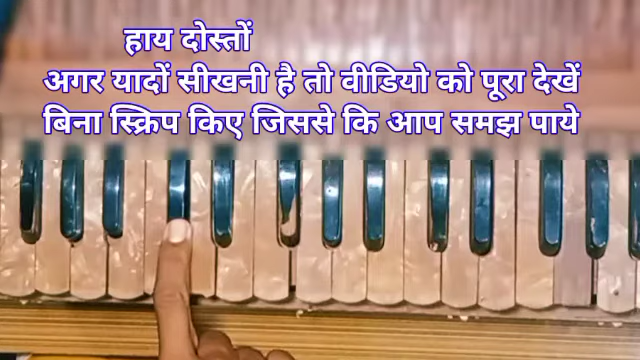 हाय दोस्तों
अगर यादों सीखनी है तो वीडियो को पूरा देखें
बिना स्क्रिप किए जिससे कि आप समझ पाये